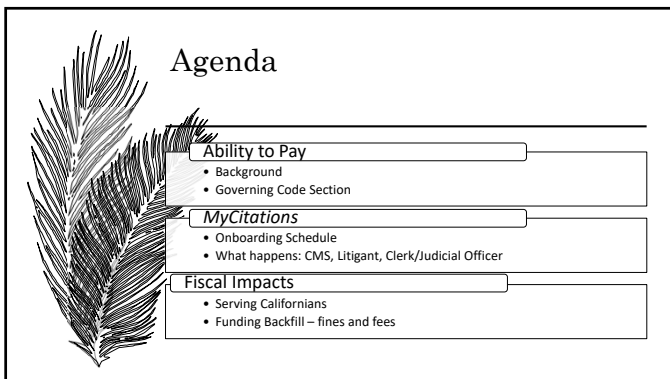 Agenda
Ability to Pay
• Background
• Governing Code Section
MyCitations
• Onboarding Schedule
• What happens: CMS, Litigant, Clerk/Judicial Officer
Fiscal Impacts
• Serving Californians
• Funding Backfill – fines and fees